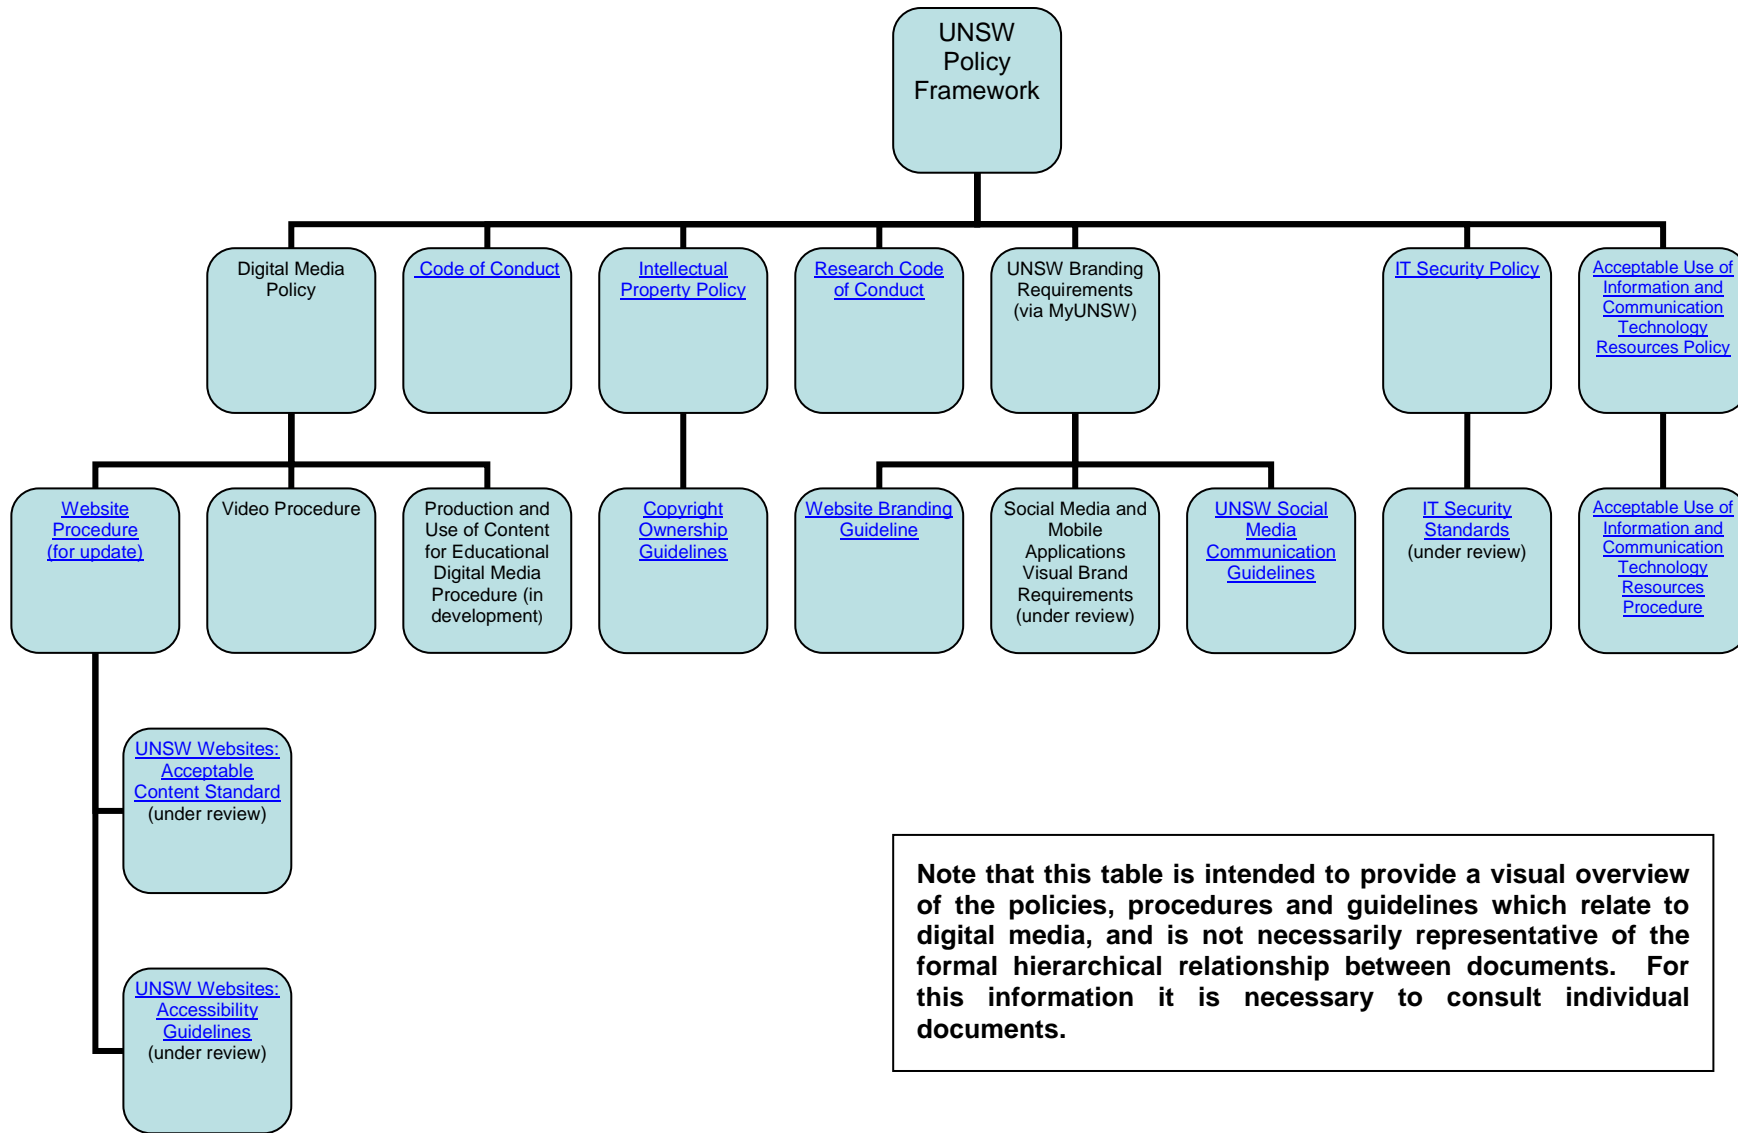 UNSW
Policy
Framework
Digital Media
Policy
Code of Conduct
Intellectual
Property Policy
Research Code
of Conduct
UNSW Branding
Requirements
(via MyUNSW)
IT Security Policy
Acceptable Use of
Information and
Communication
Technology
Resources Policy
Website
Procedure
(for update)
Video Procedure
Production and
Use of Content
for Educational
Digital Media
Procedure (in
development)
Copyright
Ownership
Guidelines
Website Branding
Guideline
Social Media and
Mobile
Applications
Visual Brand
Requirements
(under review)
UNSW Social
Media
Communication
Guidelines
IT Security
Standards
(under review)
Acceptable Use of
Information and
Communication
Technology
Resources
Procedure
UNSW Websites:
Acceptable
Content Standard
(under review)
UNSW Websites:
Accessibility
Guidelines
(under review)
Note that this table is intended to provide a visual overview
of the policies, procedures and guidelines which relate to
digital media, and is not necessarily representative of the
formal hierarchical relationship between documents. For
this information it is necessary to consult individual
documents.